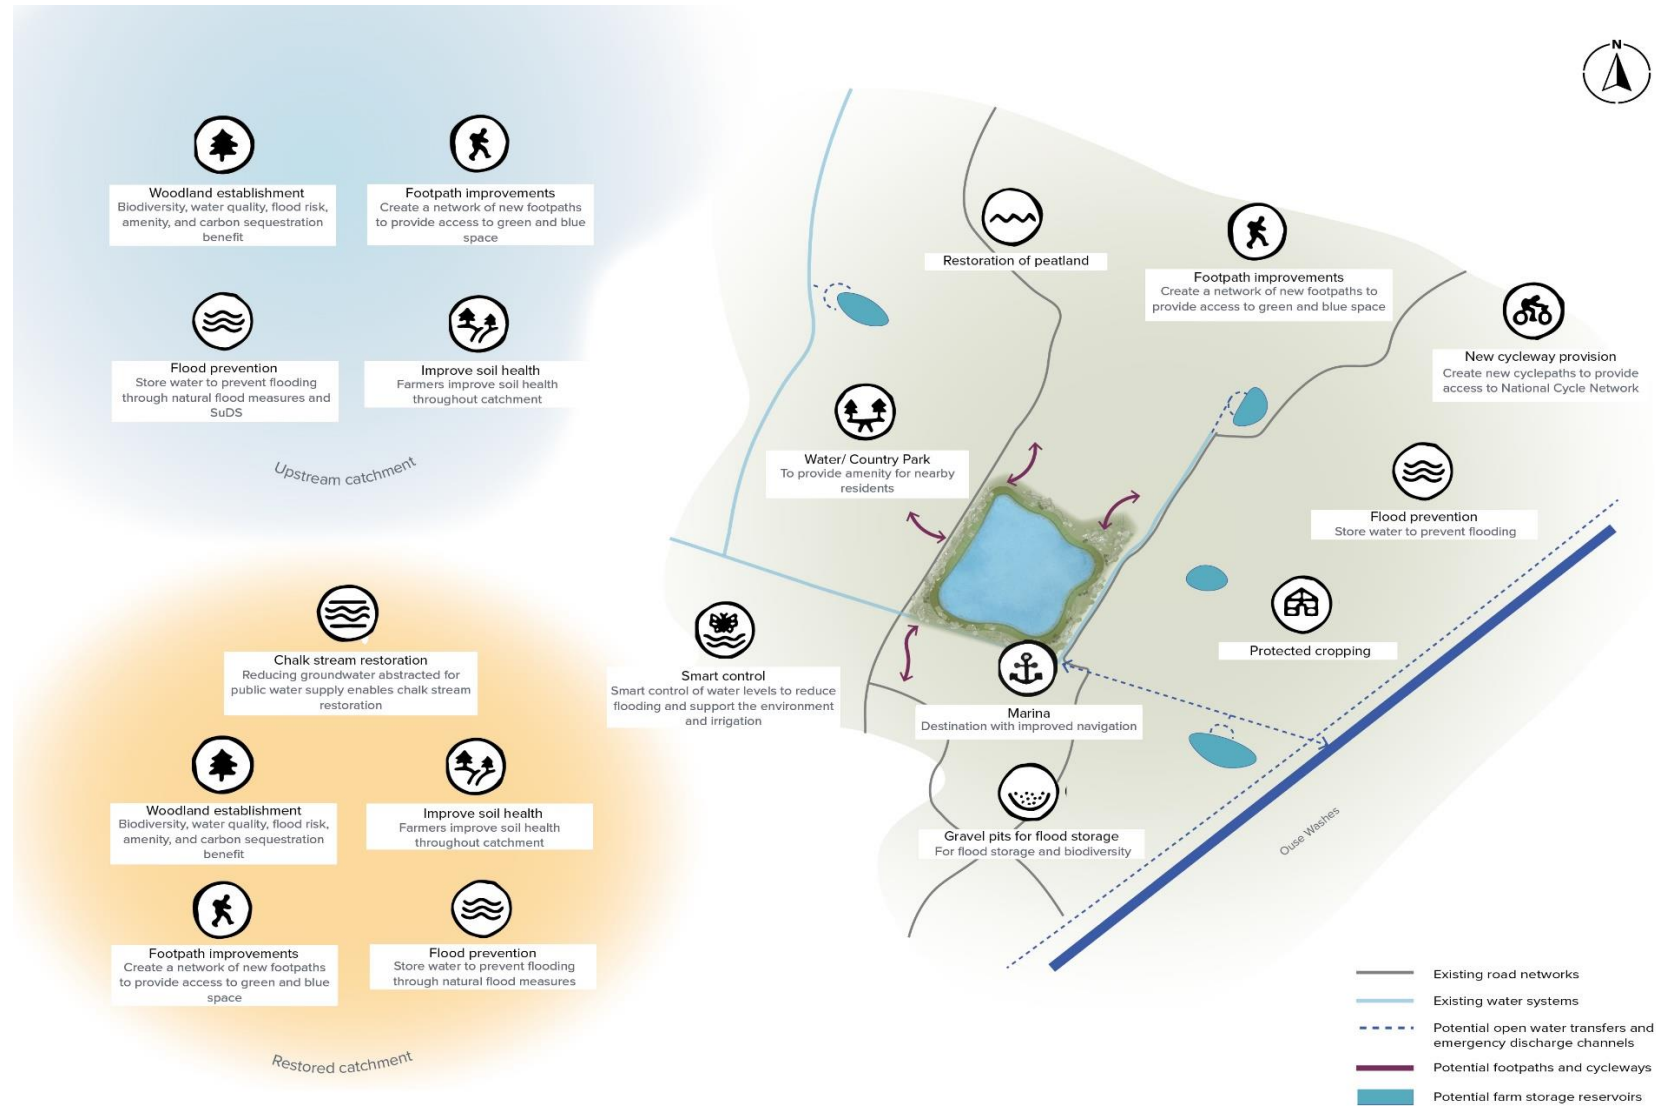 N
Woodland establishment
Biodiversity, water quality, flood risk,
amenity, and carbon sequestration
benefit
Footpath improvements
Create a network of new footpaths
to provide access to green and blue
space
Flood prevention
Store water to prevent flooding
through natural flood measures and
SuDS
Improve soil health
Farmers improve soil health
throughout catchment
Upstream catchment
Restoration of peatland
Footpath improvements
Create a network of new footpaths to
provide access to green and blue space
New cycleway provision
Create new cyclepaths to provide
access to National Cycle Network
Water/ Country Park
To provide amenity for nearby
residents
Flood prevention
Store water to prevent flooding
Protected cropping
Smart control
Smart control of water levels to reduce
flooding and support the environment
and irrigation
Marina
Destination with improved navigation
Gravel pits for flood storage
For flood storage and biodiversity
Ouse Washes
Chalk stream restoration
Reducing groundwater abstracted for
public water supply enables chalk stream
restoration
Woodland establishment
Biodiversity, water quality, flood risk,
amenity, and carbon sequestration
benefit
Improve soil health
Farmers improve soil health
throughout catchment
Footpath improvements
Create a network of new footpaths
to provide access to green and blue
space
Flood prevention
Store water to prevent flooding
through natural flood measures
Restored catchment
Existing road networks
Existing water systems
Potential open water transfers and
emergency discharge channels
Potential footpaths and cycleways
Potential farm storage reservoirs